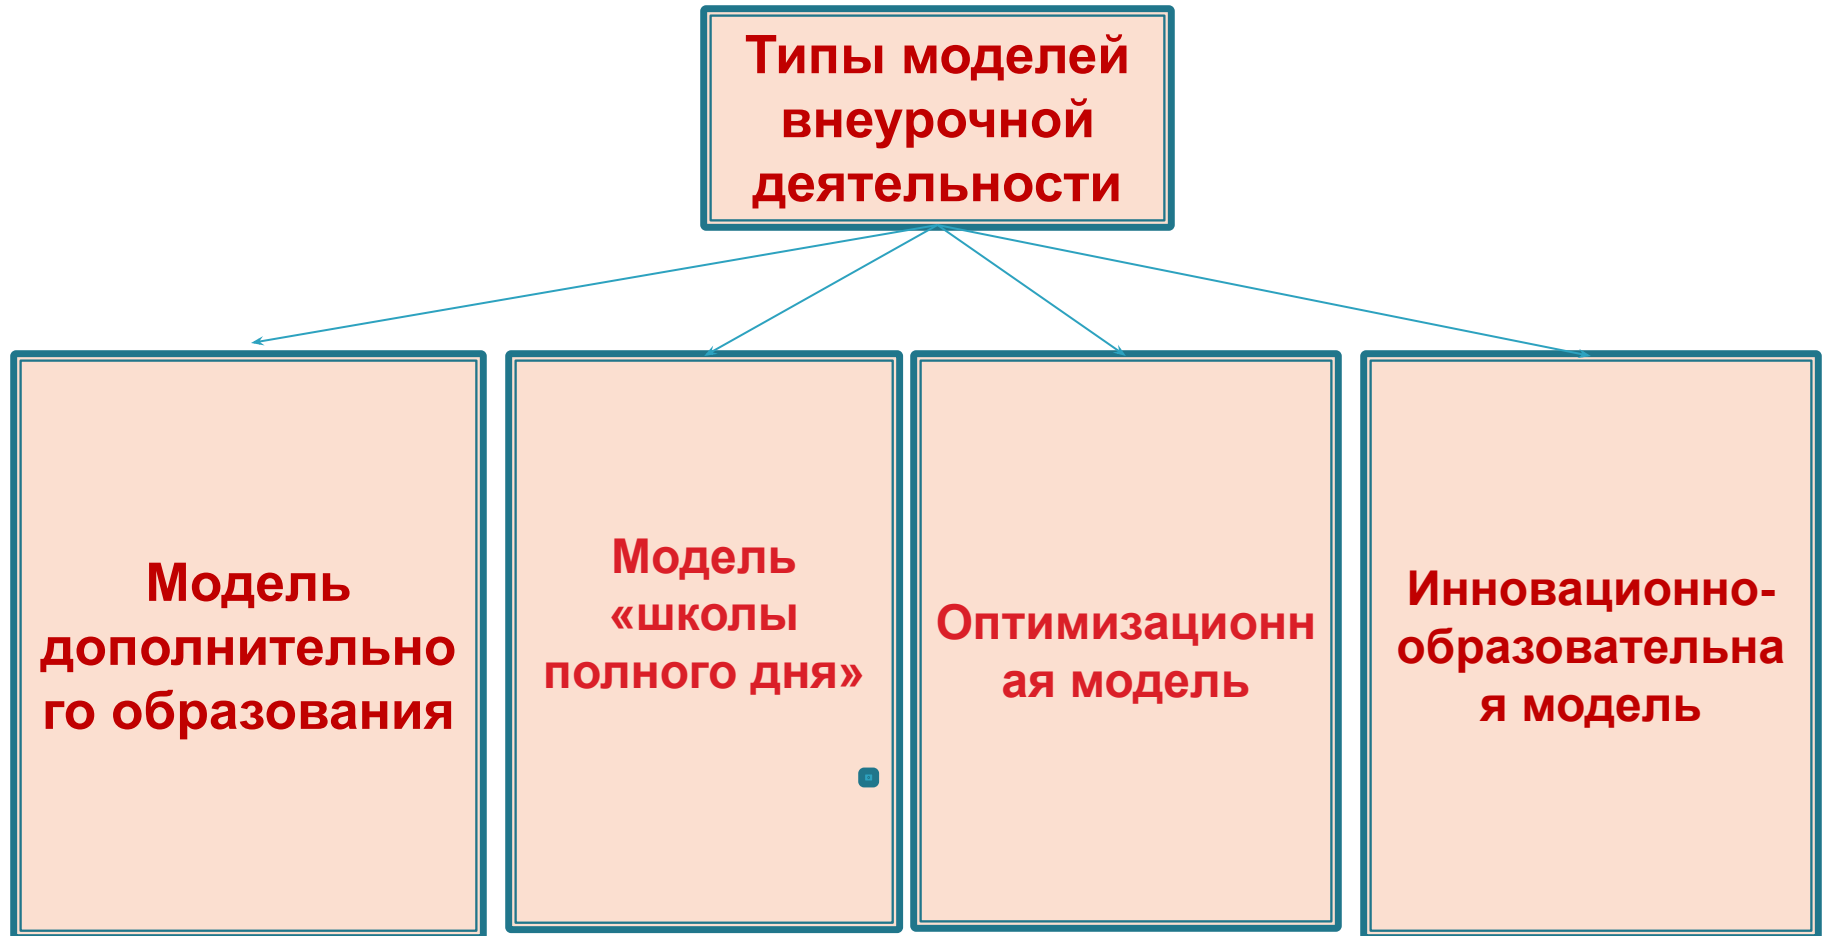 Типы моделей
внеурочной
деятельности
Модель
дополнительно
го образования
Модель
«школы
полного дня»
Оптимизационн
ая модель
Инновационно-
образовательна
я модель